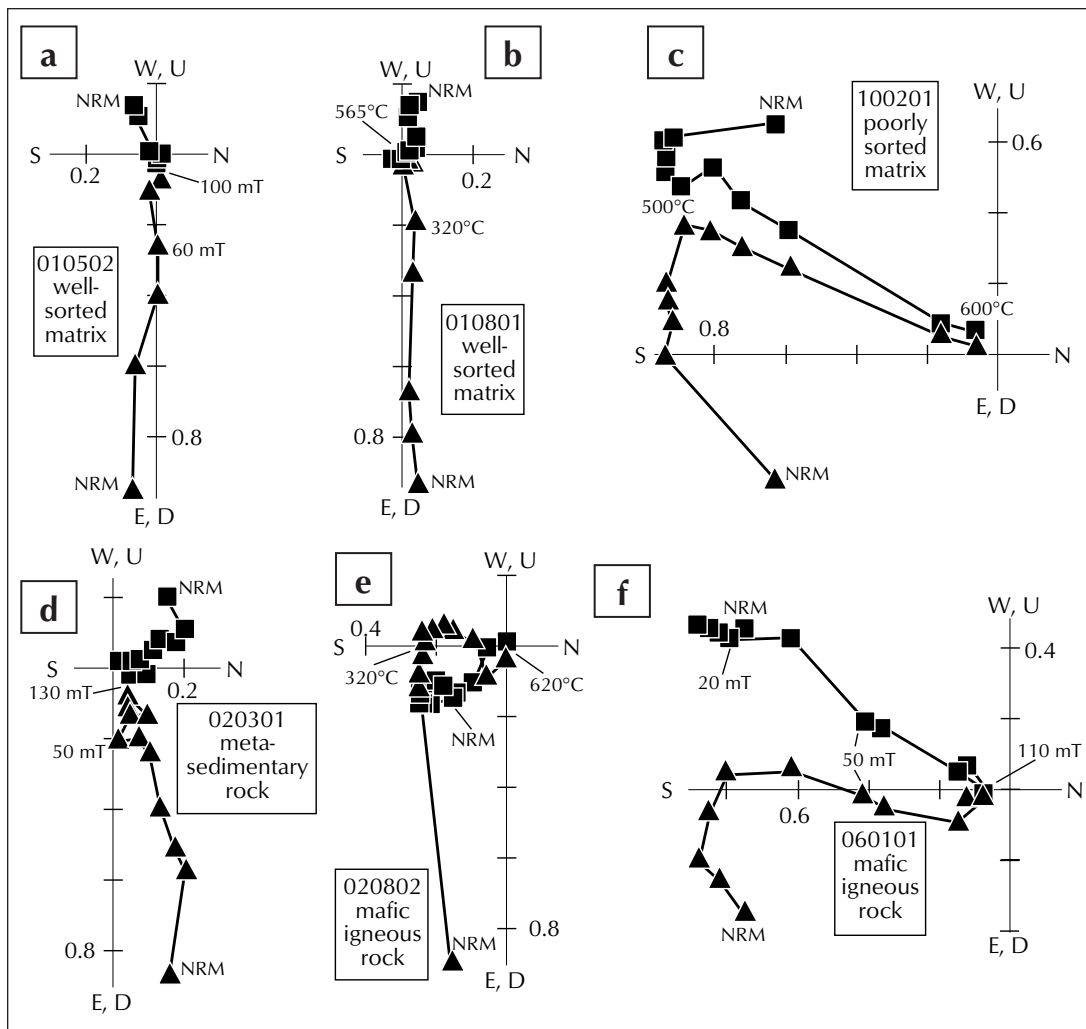 a
W, U
NRM
S
N
0.2
100 mT
60 mT
010502
well-
sorted
matrix
0.8
NRM
E, D
b
W, U
NRM
565°C
0.2
320°C
010801
well-
sorted
matrix
0.8
NRM
E, D
c
NRM
100201
poorly
sorted
matrix
W, U
0.6
500°C
600°C
0.8
S
N
E, D
NRM
d
W, U
NRM
N
0.2
130 mT
50 mT
020301
meta-
sedimentary
rock
0.8
NRM
E, D
e
W, U
0.4
S
N
320°C
620°C
NRM
020802
mafic
igneous
rock
0.8
NRM
E, D
f
W, U
NRM
0.4
20 mT
50 mT
110 mT
S
N
0.6
060101
mafic
igneous
rock
NRM
E, D